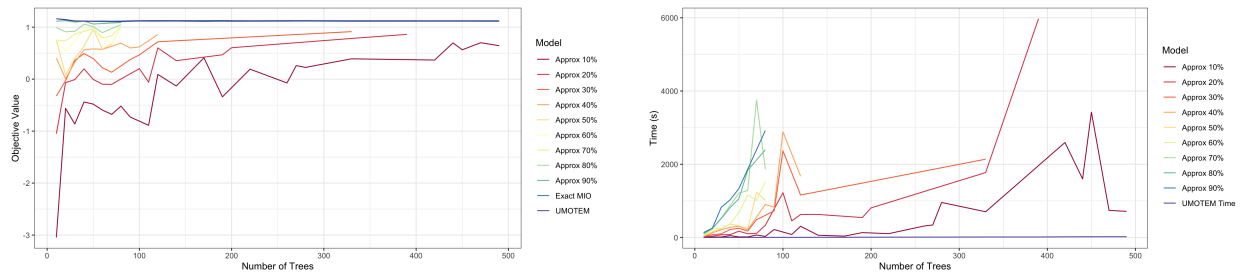 1
0
-1
-2
-3
Objective Value
0
100
200
300
400
500
Number of Trees
Model
Approx 10%
Approx 20%
Approx 30%
Approx 40%
Approx 50%
Approx 60%
Approx 70%
Approx 80%
Approx 90%
Exact MIO
UMOTEM
6000
4000
2000
0
Time (s)
0
100
200
300
400
500
Number of Trees
Model
Approx 10%
Approx 20%
Approx 30%
Approx 40%
Approx 50%
Approx 60%
Approx 70%
Approx 80%
Approx 90%
UMOTEM Time